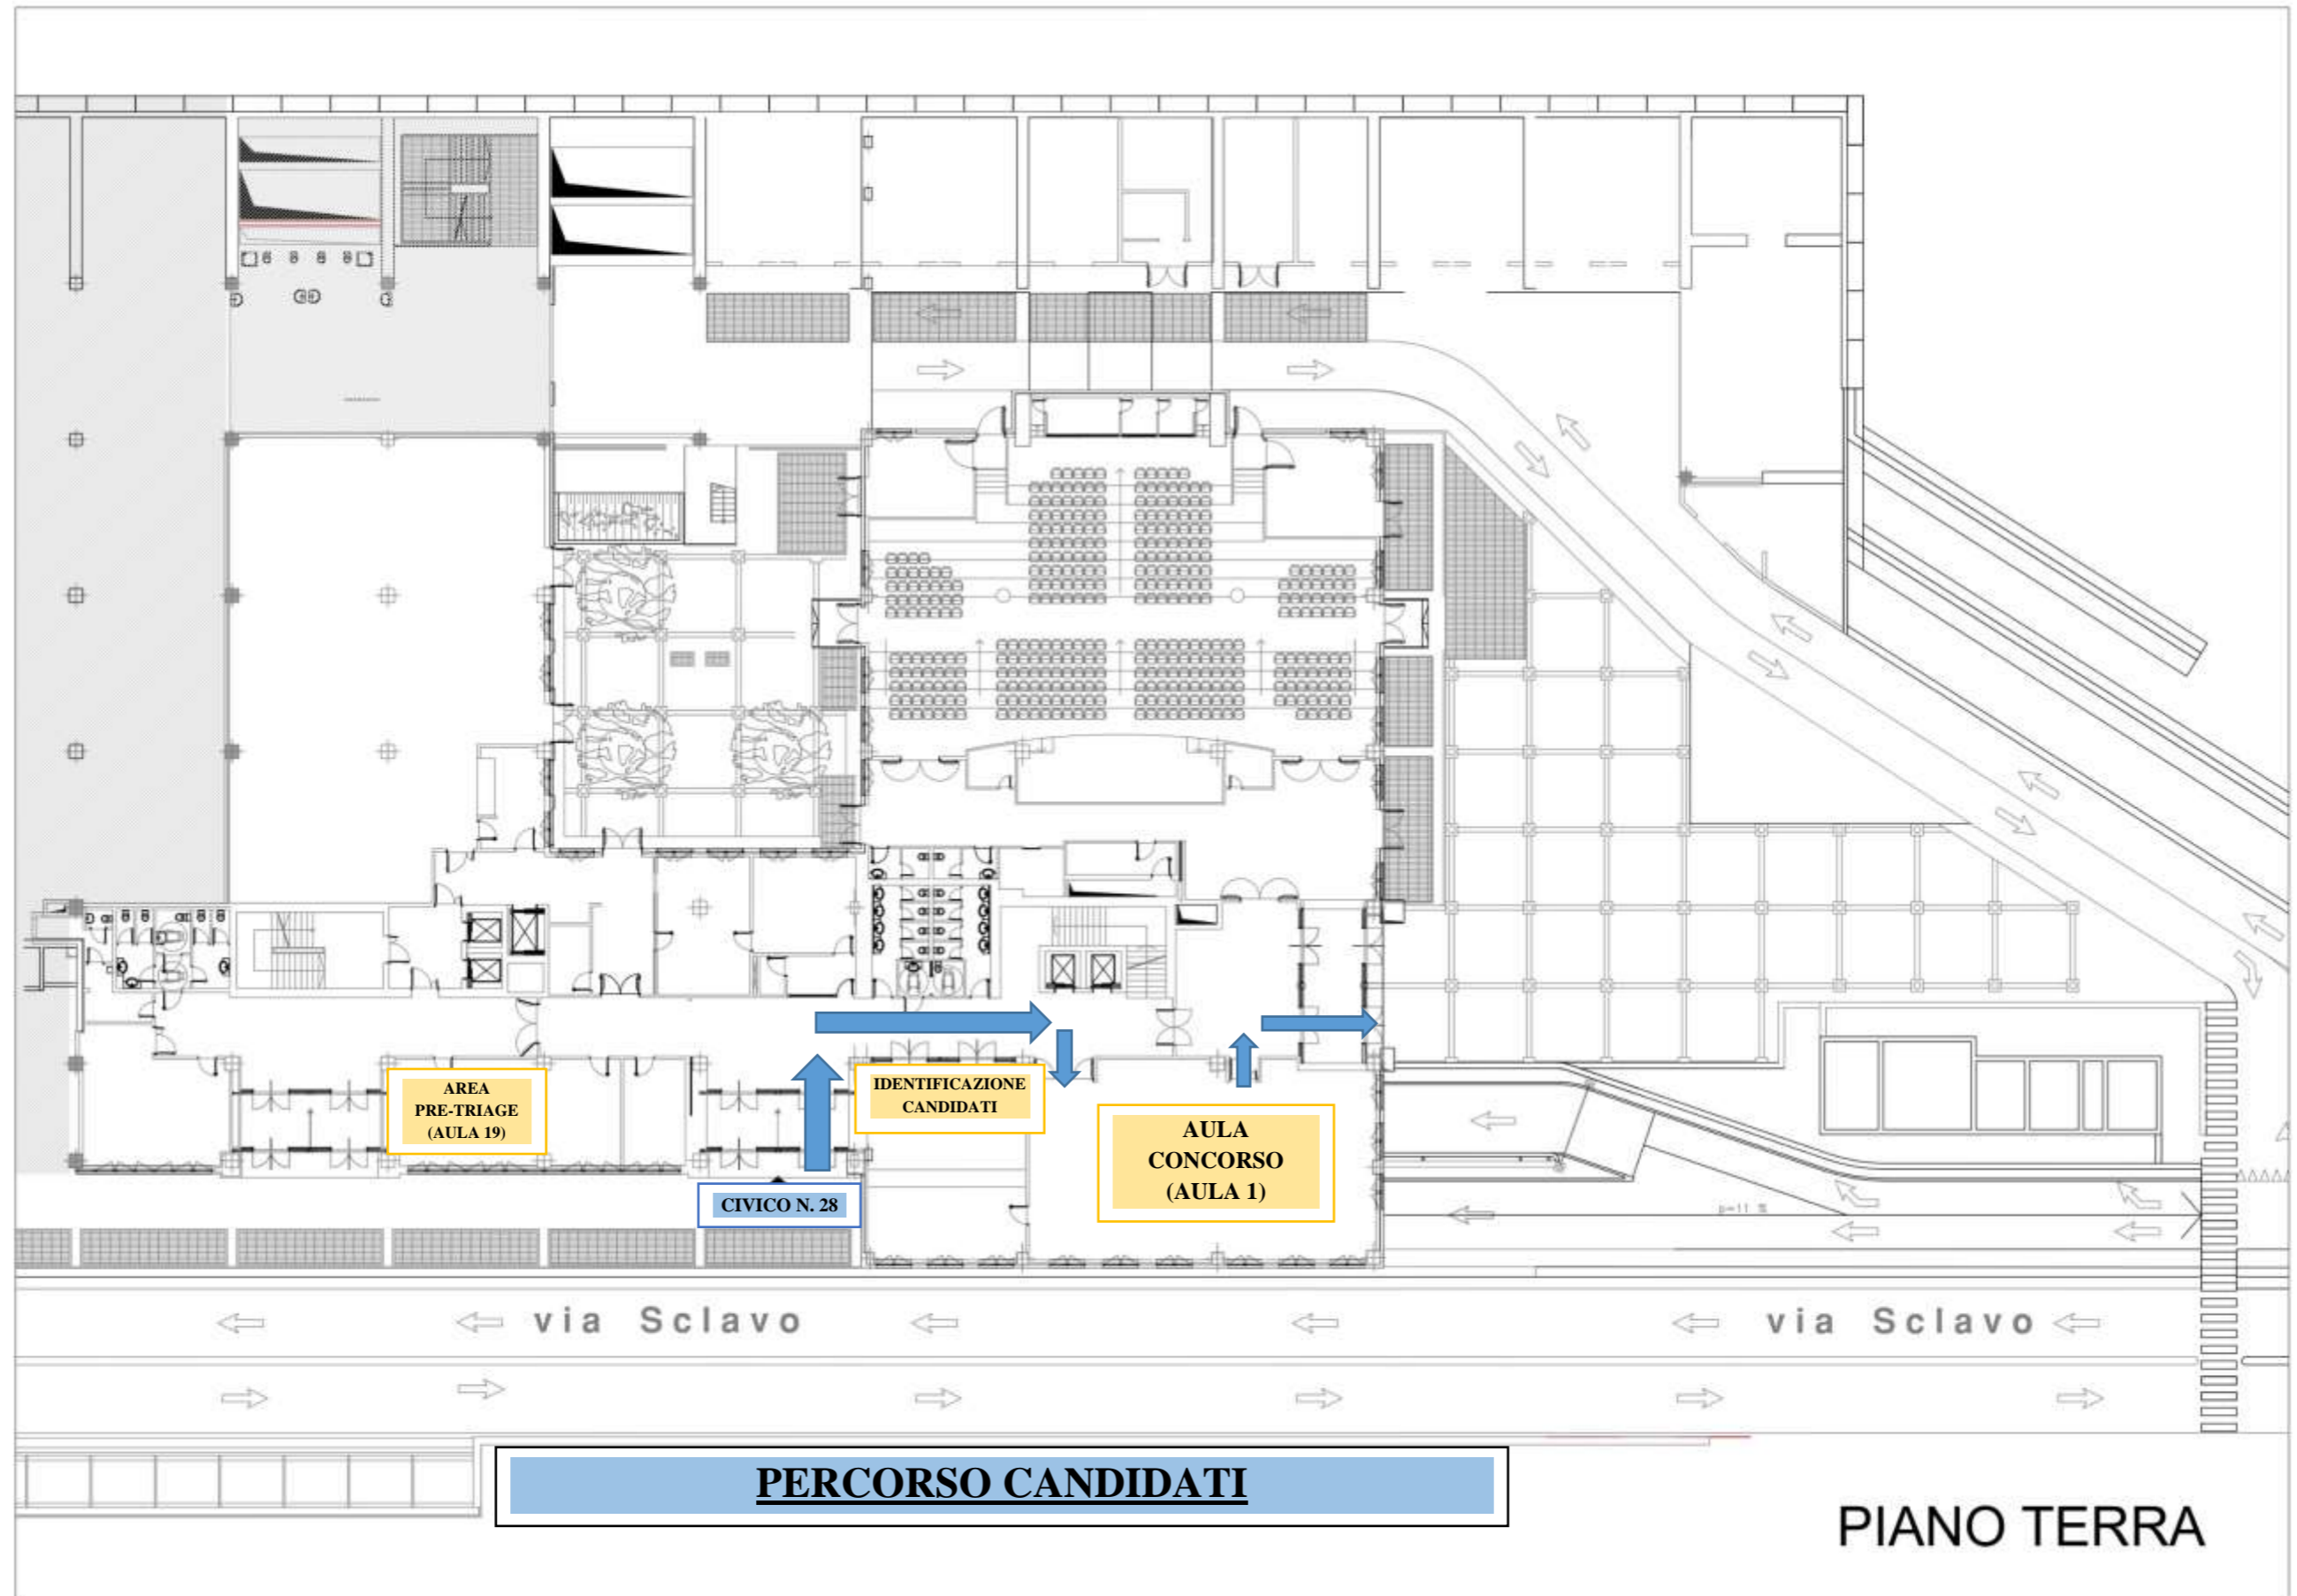 AREA
PRE-TRIAGE
(AULA 19)
IDENTIFICAZIONE
CANDIDATI
AULA
CONCORSO
(AULA 1)
CIVICO N. 28
p=11 %
via Sclavo
via Sclavo
PERCORSO CANDIDATI
PIANO TERRA